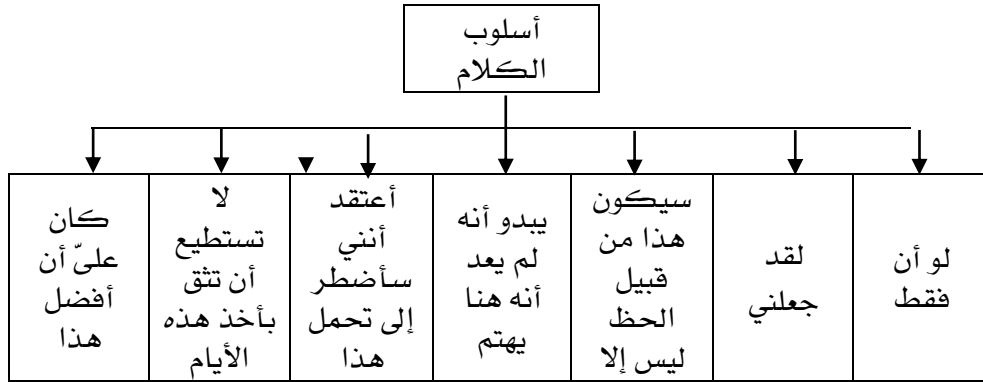 أسلوب
الكلام
لو أن
فقط
لقد
جعلني
سيكون
هذا من
قبيل
الحظ
ليس إلا
يبدو أنه
لم يعد
أنه هنا
يهتم
أعتقد
أنني
سأضطر
إلى تحمل
هذا
لا
تستطيع
أن تثق
بأخذ هذه
الأيام
كان
علىّ أن
أفضل
هذا